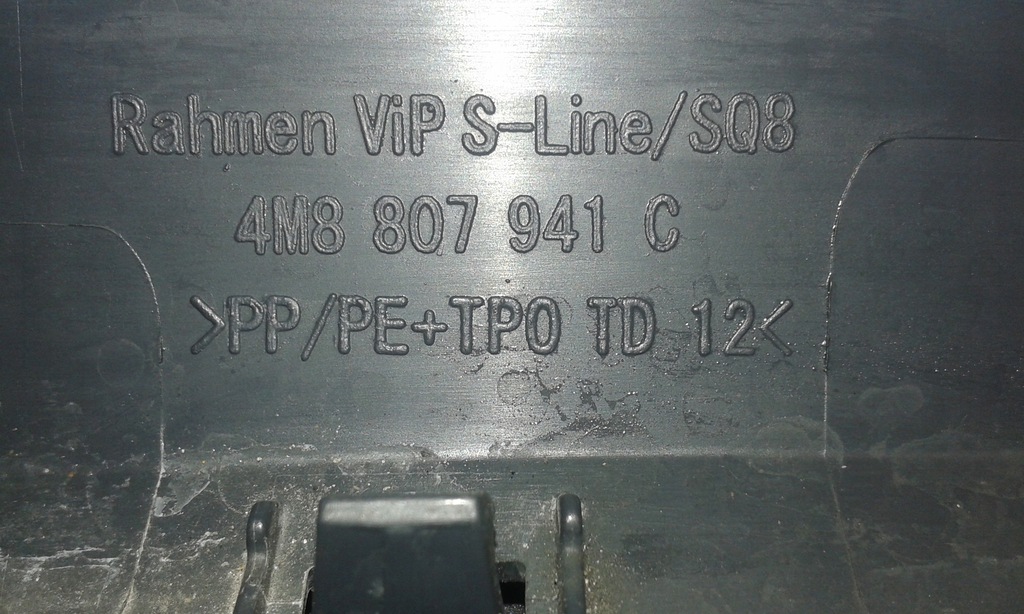 Rahmen ViP S-Line/SQ8
4M8 807 941 C
>PP/PE+TPO TD 12<